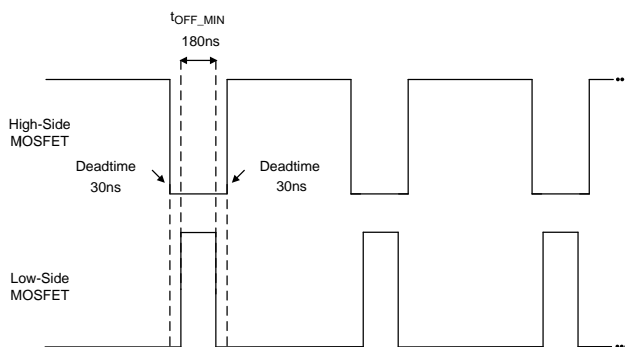 tOFF_MIN
180ns
High-Side
MOSFET
Deadtime
30ns
Deadtime
30ns
Low-Side
MOSFET